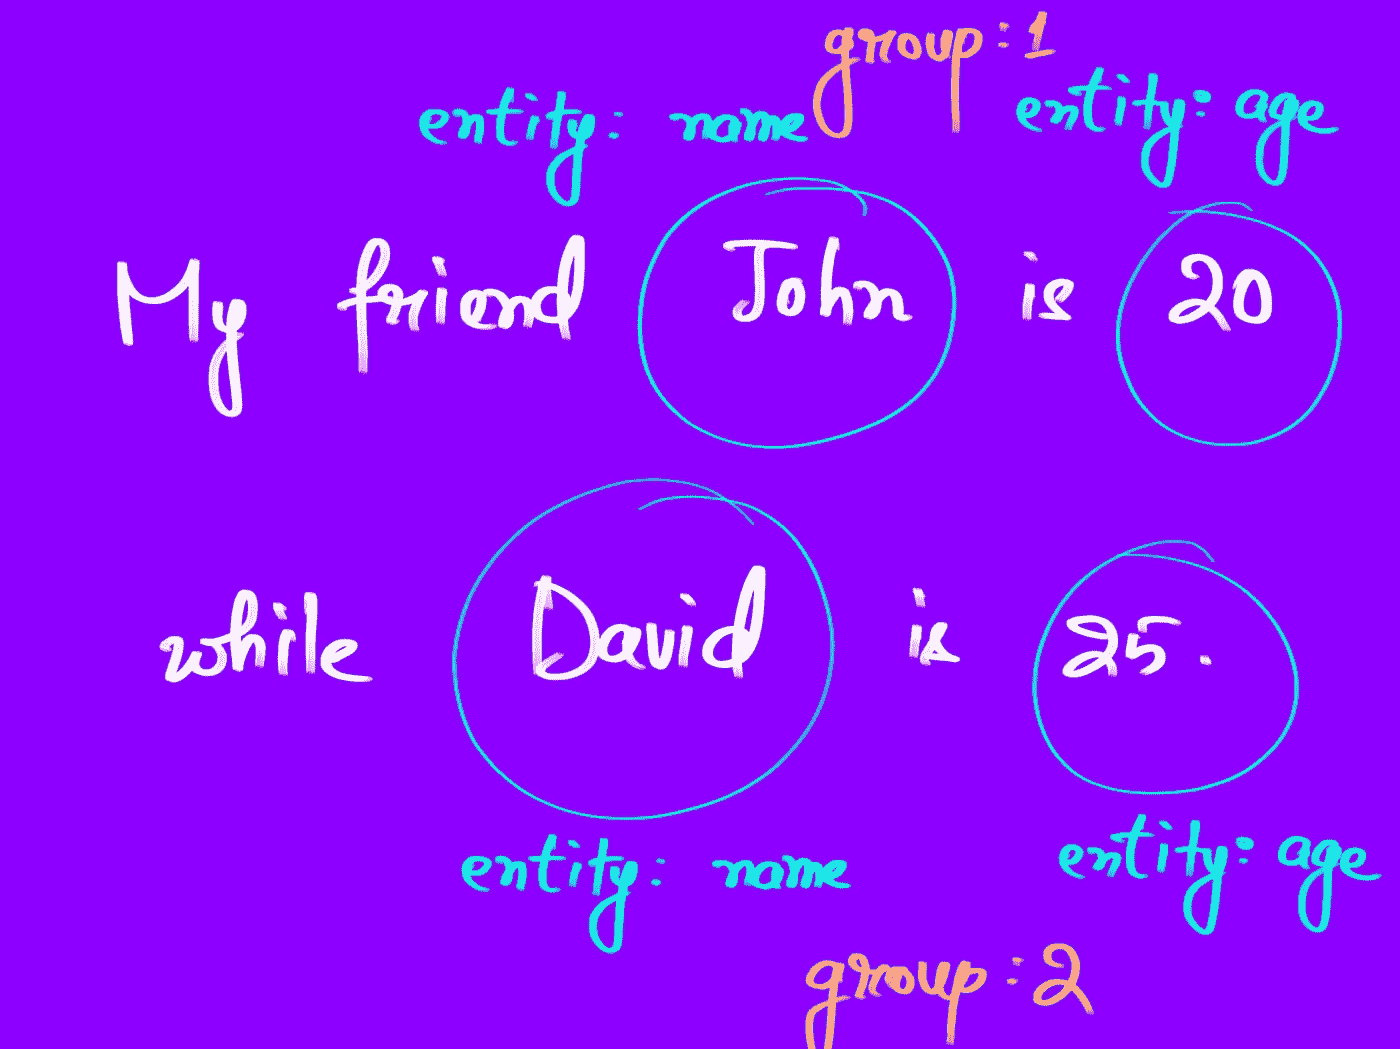 group:1
entity: name entity: age
My friend John is 20
while David is 25.
entity: name entity: age
group:2